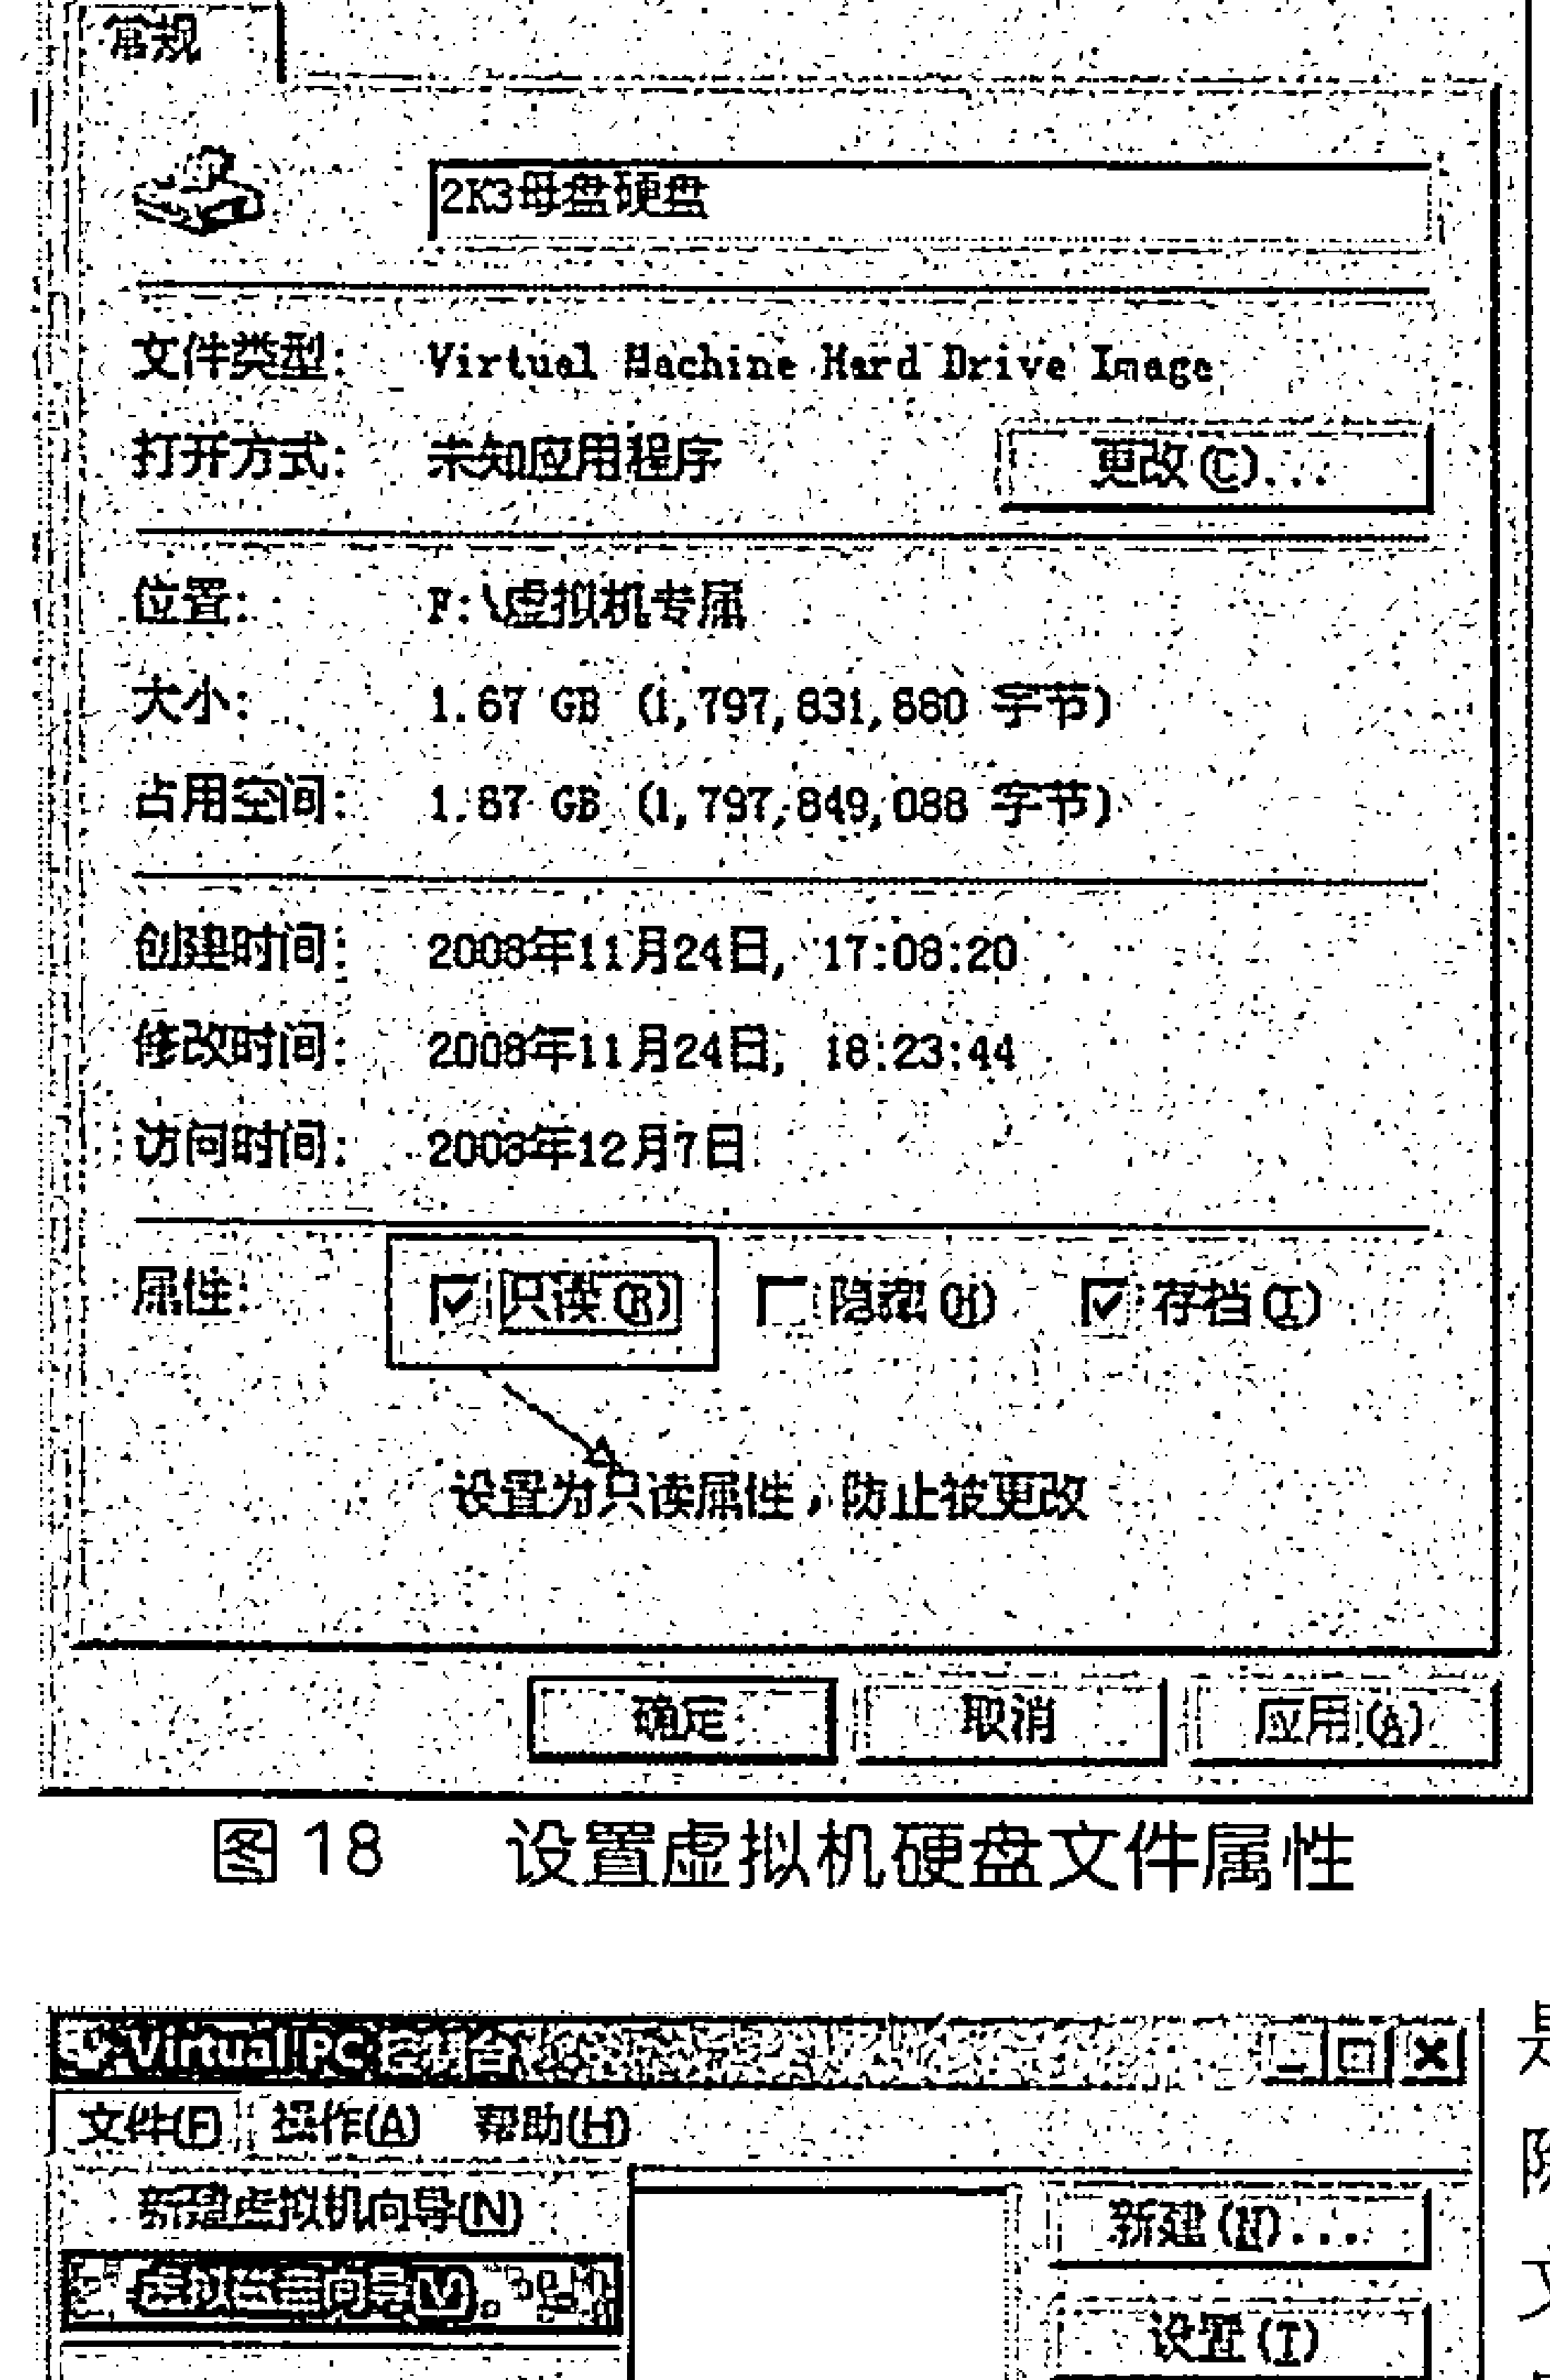 常规
2K3母盘硬盘
文件类型: Virtual Machine Hard Drive Image
打开方式: 未知应用程序 更改(C)...
位置: F:\虚拟机专属
大小: 1.67 GB (1,797,831,680 字节)
占用空间: 1.67 GB (1,797,849,088 字节)
创建时间: 2008年11月24日, 17:08:20
修改时间: 2008年11月24日, 18:23:44
访问时间: 2008年12月7日
属性: 只读(R) 隐藏(H) 存档(I)
设置为只读属性，防止被更改
确定 取消 应用(A)
图18 设置虚拟机硬盘文件属性
Virtual PC 控制台
文件(F) 操作(A) 帮助(H)
新建虚拟机向导(N)
新建(N)...
虚拟磁盘向导(V)...
设置(T)